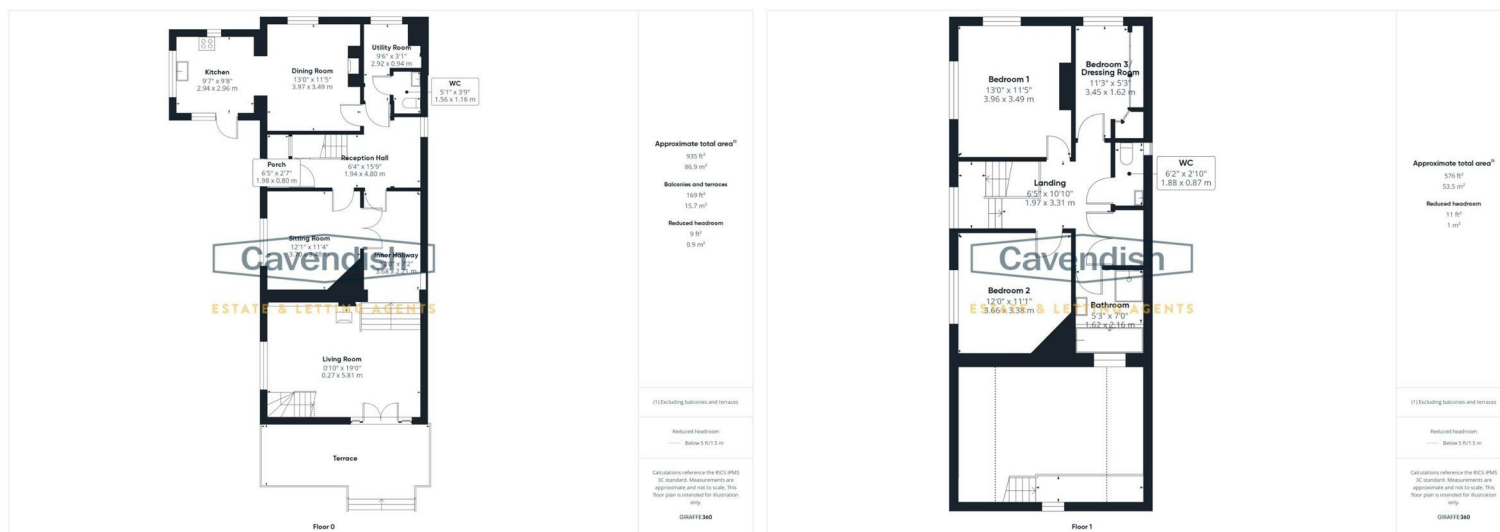 Kitchen
9'7" x 9'8"
2.94 x 2.96 m
Dining Room
13'0" x 11'5"
3.97 x 3.49 m
Utility Room
9'6" x 3'1"
2.92 x 0.94 m
WC
5'1" x 3'9"
1.56 x 1.16 m
Porch
6'5" x 2'7"
1.98 x 0.80 m
Reception Hall
6'4" x 15'9"
1.94 x 4.80 m
Sitting Room
12'1" x 11'4"
Inner Hallway
Cavendish
ESTATE & LETTING AGENTS
Living Room
0'10" x 19'0"
0.27 x 5.81 m
Terrace
Floor 0
Approximate total area(1)
935 ft²
86.9 m²
Balconies and terraces
169 ft²
15.7 m²
Reduced headroom
9 ft²
0.9 m²
(1) Excluding balconies and terraces
Reduced headroom
Below 5 ft/1.5 m
Calculations reference the RICS IPMS
3C standard. Measurements are
approximate and not to scale. This
floor plan is intended for illustration
only.
GIRAFFE360
Bedroom 1
13'0" x 11'5"
3.96 x 3.49 m
Bedroom 3/
Dressing Room
11'3" x 5'3"
3.45 x 1.62 m
WC
6'2" x 2'10"
1.88 x 0.87 m
Landing
6'5" x 10'10"
1.97 x 3.31 m
Cavendish
ESTATE & LETTING AGENTS
Bedroom 2
12'0" x 11'1"
3.66 x 3.38 m
Bathroom
5'3" x 7'0"
1.62 x 2.16 m
Floor 1
Approximate total area(1)
576 ft²
53.5 m²
Reduced headroom
11 ft²
1 m²
(1) Excluding balconies and terraces
Reduced headroom
Below 5 ft/1.5 m
Calculations reference the RICS IPMS
3C standard. Measurements are
approximate and not to scale. This
floor plan is intended for illustration
only.
GIRAFFE360